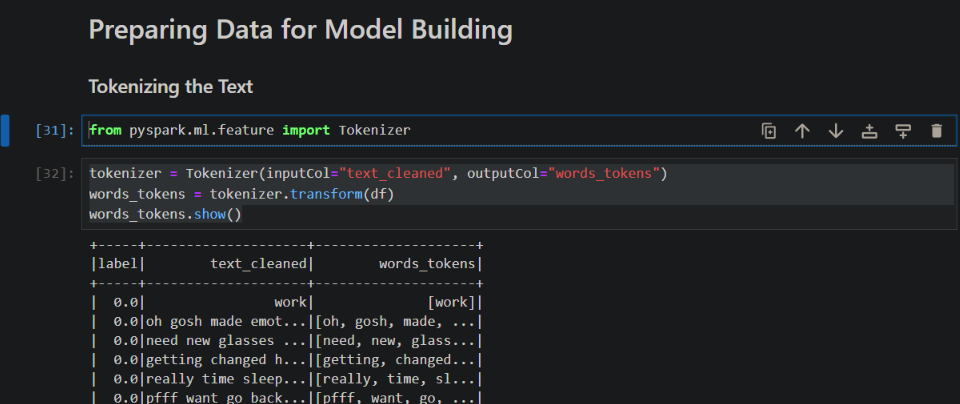 Preparing Data for Model Building
Tokenizing the Text
[31]: from pyspark.ml.feature import Tokenizer
[32]: tokenizer = Tokenizer(inputCol="text_cleaned", outputCol="words_tokens")
words_tokens = tokenizer.transform(df)
words_tokens.show()
+-----+--------------------+--------------------+
|label|        text_cleaned|        words_tokens|
+-----+--------------------+--------------------+
|  0.0|                work|              [work]|
|  0.0|oh gosh made emot...|[oh, gosh, made, ...|
|  0.0|need new glasses ...|[need, new, glass...|
|  0.0|getting changed h...|[getting, changed...|
|  0.0|really time sleep...|[really, time, sl...|
|  0.0|pfff want go back...|[pfff, want, go, ...|